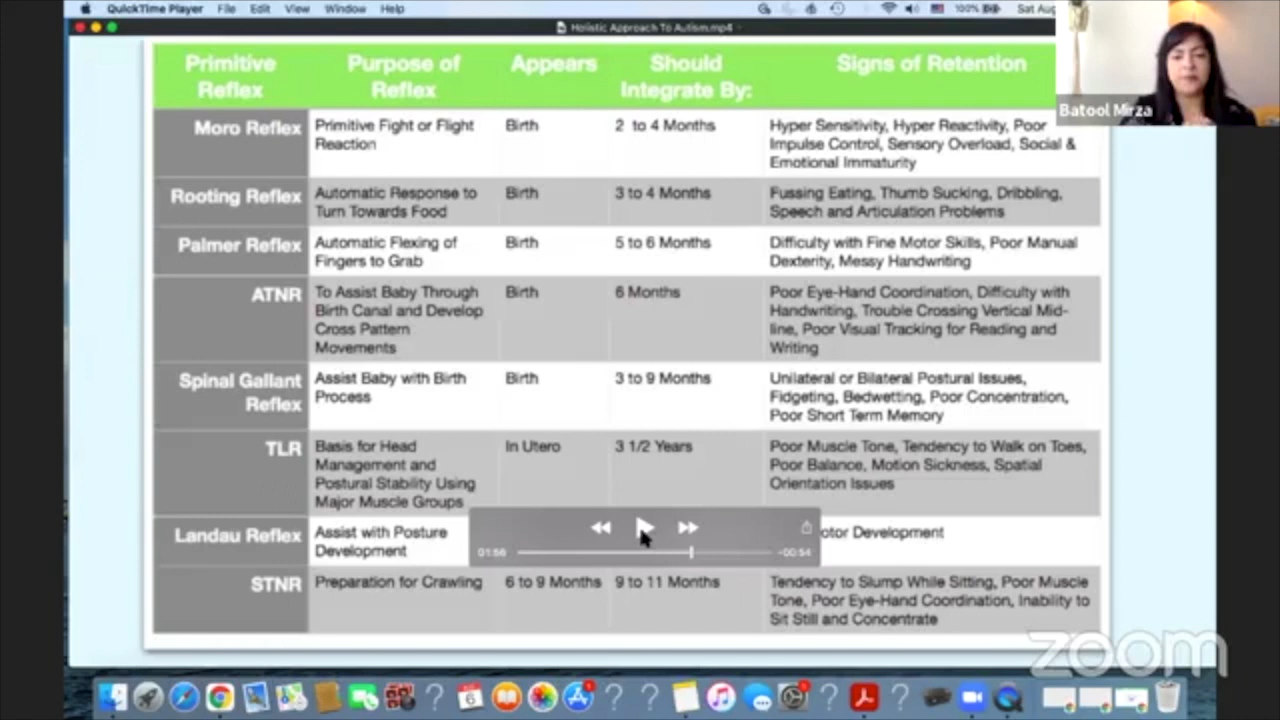 QuickTime Player File Edit View Window Help
100%
Sat Aug
Holistic Approach To Autism.mp4
Batool Mirza
Primitive Reflex
Purpose of Reflex
Appears
Should Integrate By:
Signs of Retention
Moro Reflex
Primitive Fight or Flight
Reaction
Birth
2 to 4 Months
Hyper Sensitivity, Hyper Reactivity, Poor
Impulse Control, Sensory Overload, Social &
Emotional Immaturity
Rooting Reflex
Automatic Response to
Turn Towards Food
Birth
3 to 4 Months
Fussing Eating, Thumb Sucking, Dribbling,
Speech and Articulation Problems
Palmer Reflex
Automatic Flexing of
Fingers to Grab
Birth
5 to 6 Months
Difficulty with Fine Motor Skills, Poor Manual
Dexterity, Messy Handwriting
ATNR
To Assist Baby Through
Birth Canal and Develop
Cross Pattern
Movements
Birth
6 Months
Poor Eye-Hand Coordination, Difficulty with
Handwriting, Trouble Crossing Vertical Mid-
line, Poor Visual Tracking for Reading and
Writing
Spinal Gallant
Reflex
Assist Baby with Birth
Process
Birth
3 to 9 Months
Unilateral or Bilateral Postural Issues,
Fidgeting, Bedwetting, Poor Concentration,
Poor Short Term Memory
TLR
Basis for Head
Management and
Postural Stability Using
Major Muscle Groups
In Utero
3 1/2 Years
Poor Muscle Tone, Tendency to Walk on Toes,
Poor Balance, Motion Sickness, Spatial
Orientation Issues
Landau Reflex
Assist with Posture
Development
otor Development
01:56
-00:54
STNR
Preparation for Crawling
6 to 9 Months
9 to 11 Months
Tendency to Slump While Sitting, Poor Muscle
Tone, Poor Eye-Hand Coordination, Inability to
Sit Still and Concentrate
zoom
6